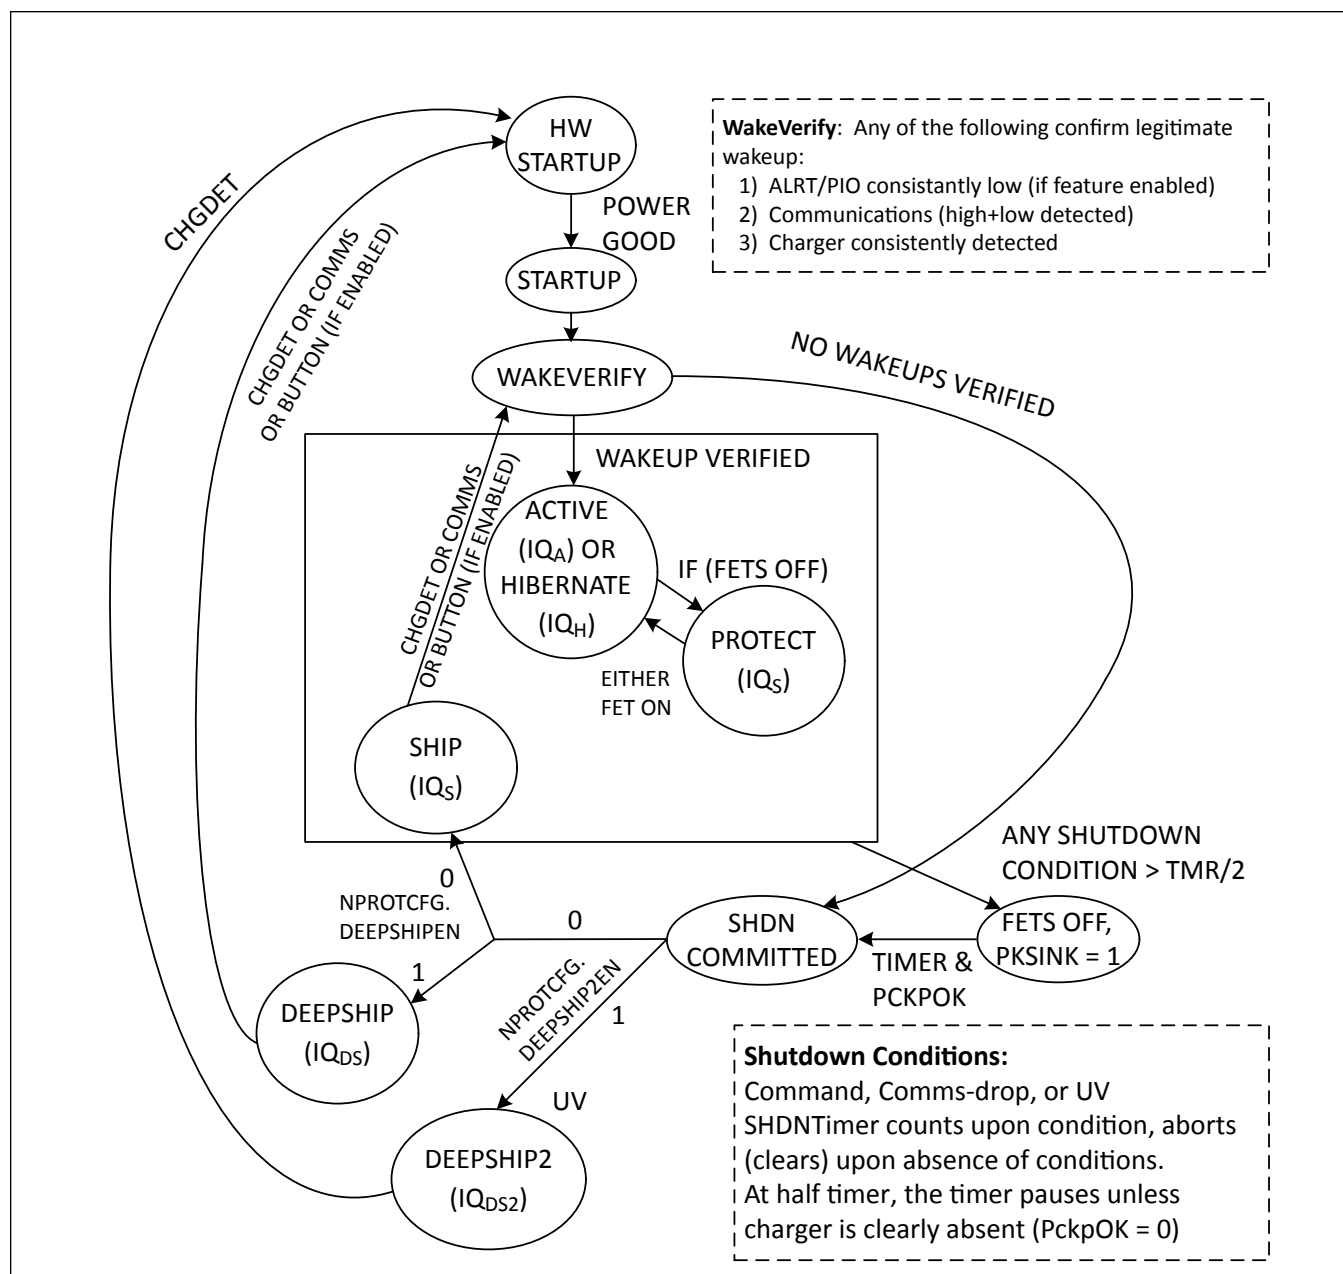 HW
STARTUP
WakeVerify: Any of the following confirm legitimate
wakeup:
1) ALRT/PIO consistantly low (if feature enabled)
2) Communications (high+low detected)
3) Charger consistently detected
CHGDET
CHGDET OR COMMS
OR BUTTON (IF ENABLED)
POWER
GOOD
STARTUP
WAKEVERIFY
NO WAKEUPS VERIFIED
WAKEUP VERIFIED
CHGDET OR COMMS
OR BUTTON (IF ENABLED)
ACTIVE
(IQA) OR
HIBERNATE
(IQH)
IF (FETS OFF)
PROTECT
(IQS)
EITHER
FET ON
SHIP
(IQS)
ANY SHUTDOWN
CONDITION > TMR/2
0
NPROTCFG.
DEEPSHIPEN
1
0
SHDN
COMMITTED
FETS OFF,
PKSINK = 1
TIMER &
PCKPOK
NPROTCFG.
DEEPSHIP2EN
1
DEEPSHIP
(IQDS)
UV
DEEPSHIP2
(IQDS2)
Shutdown Conditions:
Command, Comms-drop, or UV
SHDNTimer counts upon condition, aborts
(clears) upon absence of conditions.
At half timer, the timer pauses unless
charger is clearly absent (PckpOK = 0)